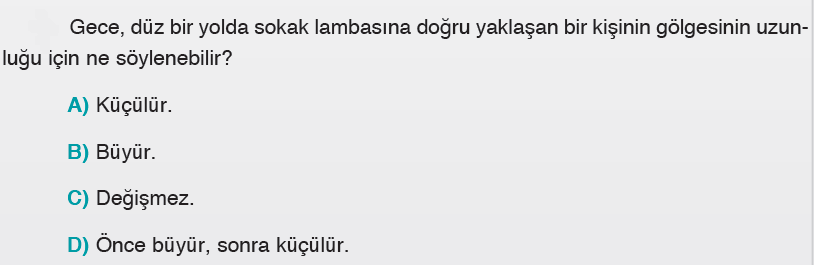 Gece, düz bir yolda sokak lambasına doğru yaklaşan bir kişinin gölgesinin uzun-
luğu için ne söylenebilir?
A) Küçülür.
B) Büyür.
C) Değişmez.
D) Önce büyür, sonra küçülür.